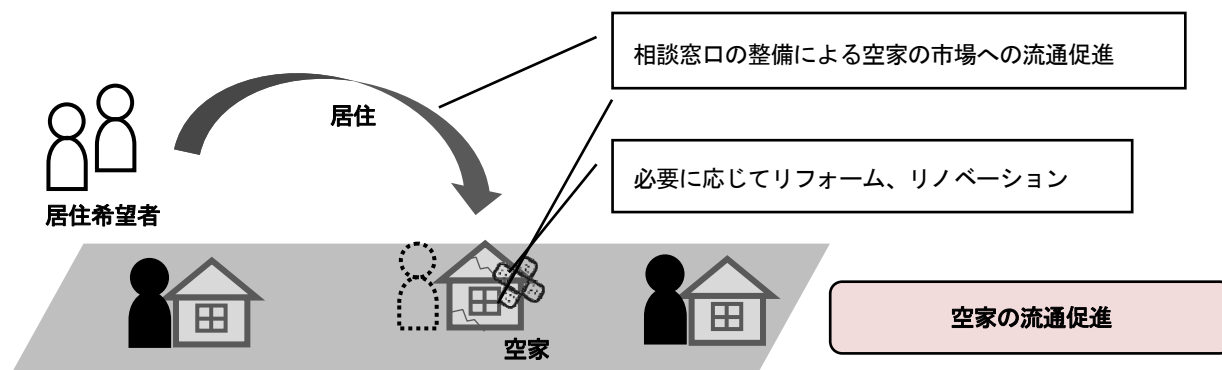 相談窓口の整備による空家の市場への流通促進
居住
必要に応じてリフォーム、リノベーション
居住希望者
空家の流通促進
空家